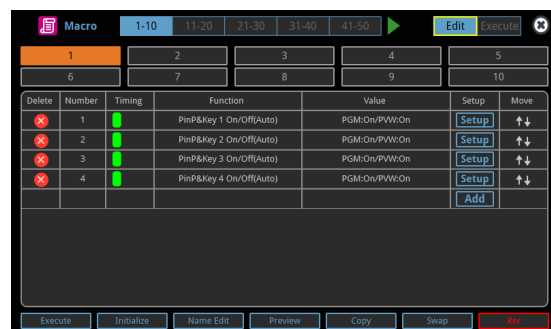 Macro 1-10 11-20 21-30 31-40 41-50 Edit Execute
1 2 3 4 5
6 7 8 9 10
Delete Number Timing Function Value Setup Move
1 PinP&Key 1 On/Off(Auto) PGM:On/PVW:On Setup
2 PinP&Key 2 On/Off(Auto) PGM:On/PVW:On Setup
3 PinP&Key 3 On/Off(Auto) PGM:On/PVW:On Setup
4 PinP&Key 4 On/Off(Auto) PGM:On/PVW:On Setup
Add
Execute Initialize Name Edit Preview Copy Swap Rec